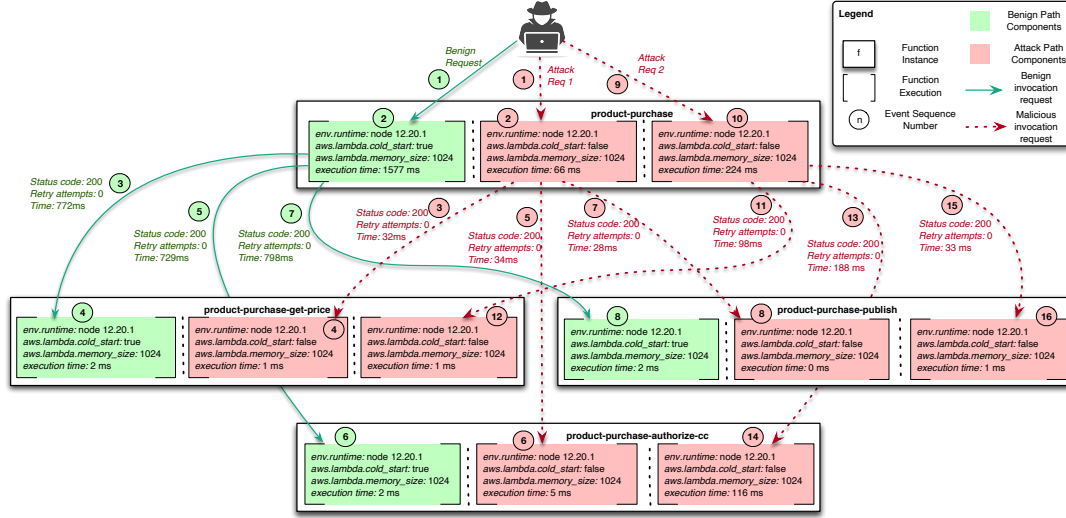 Legend
f
Function
Instance
Function
Execution
n
Event Sequence
Number
Benign Path
Components
Attack Path
Components
Benign
invocation
request
Malicious
invocation
request
Benign
Request
1
Attack
Req 1
1
Attack
Req 2
9
product-purchase
2
env.runtime: node 12.20.1
aws.lambda.cold_start: true
aws.lambda.memory_size: 1024
execution time: 1577 ms
2
env.runtime: node 12.20.1
aws.lambda.cold_start: false
aws.lambda.memory_size: 1024
execution time: 66 ms
10
env.runtime: node 12.20.1
aws.lambda.cold_start: false
aws.lambda.memory_size: 1024
execution time: 224 ms
3
Status code: 200
Retry attempts: 0
Time: 772ms
5
Status code: 200
Retry attempts: 0
Time: 729ms
7
Status code: 200
Retry attempts: 0
Time: 798ms
3
Status code: 200
Retry attempts: 0
Time: 32ms
5
Status code: 200
Retry attempts: 0
Time: 34ms
7
Status code: 200
Retry attempts: 0
Time: 28ms
11
Status code: 200
Retry attempts: 0
Time: 98ms
13
Status code: 200
Retry attempts: 0
Time: 188 ms
15
Status code: 200
Retry attempts: 0
Time: 33 ms
product-purchase-get-price
4
env.runtime: node 12.20.1
aws.lambda.cold_start: true
aws.lambda.memory_size: 1024
execution time: 2 ms
4
env.runtime: node 12.20.1
aws.lambda.cold_start: false
aws.lambda.memory_size: 1024
execution time: 1 ms
12
env.runtime: node 12.20.1
aws.lambda.cold_start: false
aws.lambda.memory_size: 1024
execution time: 1 ms
product-purchase-publish
8
env.runtime: node 12.20.1
aws.lambda.cold_start: true
aws.lambda.memory_size: 1024
execution time: 2 ms
8
env.runtime: node 12.20.1
aws.lambda.cold_start: false
aws.lambda.memory_size: 1024
execution time: 0 ms
16
env.runtime: node 12.20.1
aws.lambda.cold_start: false
aws.lambda.memory_size: 1024
execution time: 1 ms
product-purchase-authorize-cc
6
env.runtime: node 12.20.1
aws.lambda.cold_start: true
aws.lambda.memory_size: 1024
execution time: 2 ms
6
env.runtime: node 12.20.1
aws.lambda.cold_start: false
aws.lambda.memory_size: 1024
execution time: 5 ms
14
env.runtime: node 12.20.1
aws.lambda.cold_start: false
aws.lambda.memory_size: 1024
execution time: 116 ms